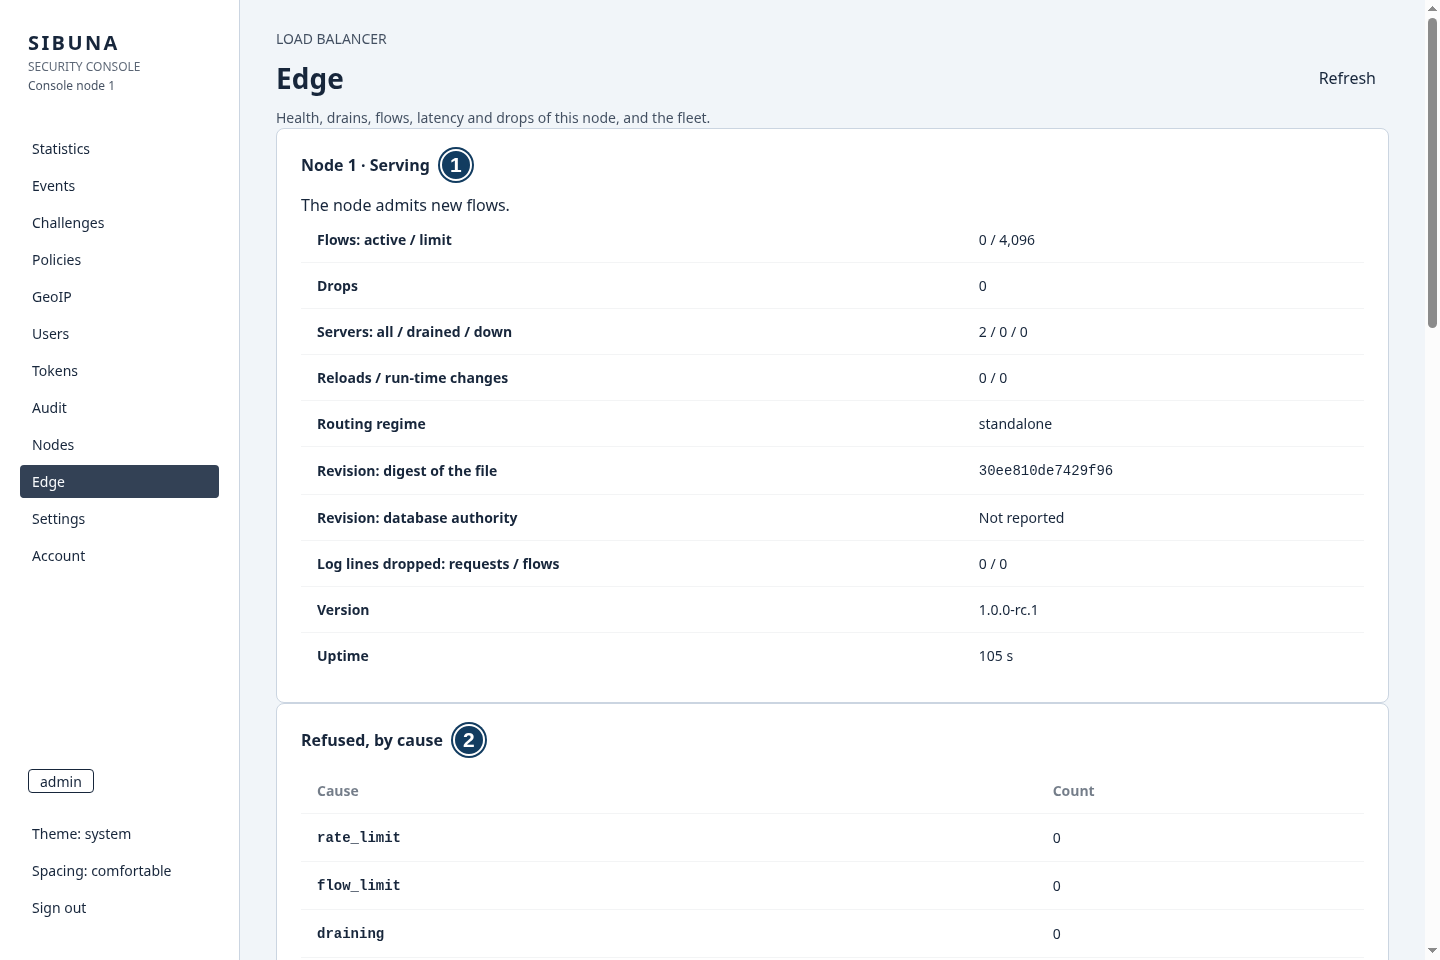 SIBUNA
SECURITY CONSOLE
Console node 1
Statistics
Events
Challenges
Policies
GeoIP
Users
Tokens
Audit
Nodes
Edge
Settings
Account
admin
Theme: system
Spacing: comfortable
Sign out
LOAD BALANCER
Edge
Refresh
Health, drains, flows, latency and drops of this node, and the fleet.
Node 1 · Serving 1
The node admits new flows.
Flows: active / limit 0 / 4,096
Drops 0
Servers: all / drained / down 2 / 0 / 0
Reloads / run-time changes 0 / 0
Routing regime standalone
Revision: digest of the file 30ee810de7429f96
Revision: database authority Not reported
Log lines dropped: requests / flows 0 / 0
Version 1.0.0-rc.1
Uptime 105 s
Refused, by cause 2
Cause Count
rate_limit 0
flow_limit 0
draining 0